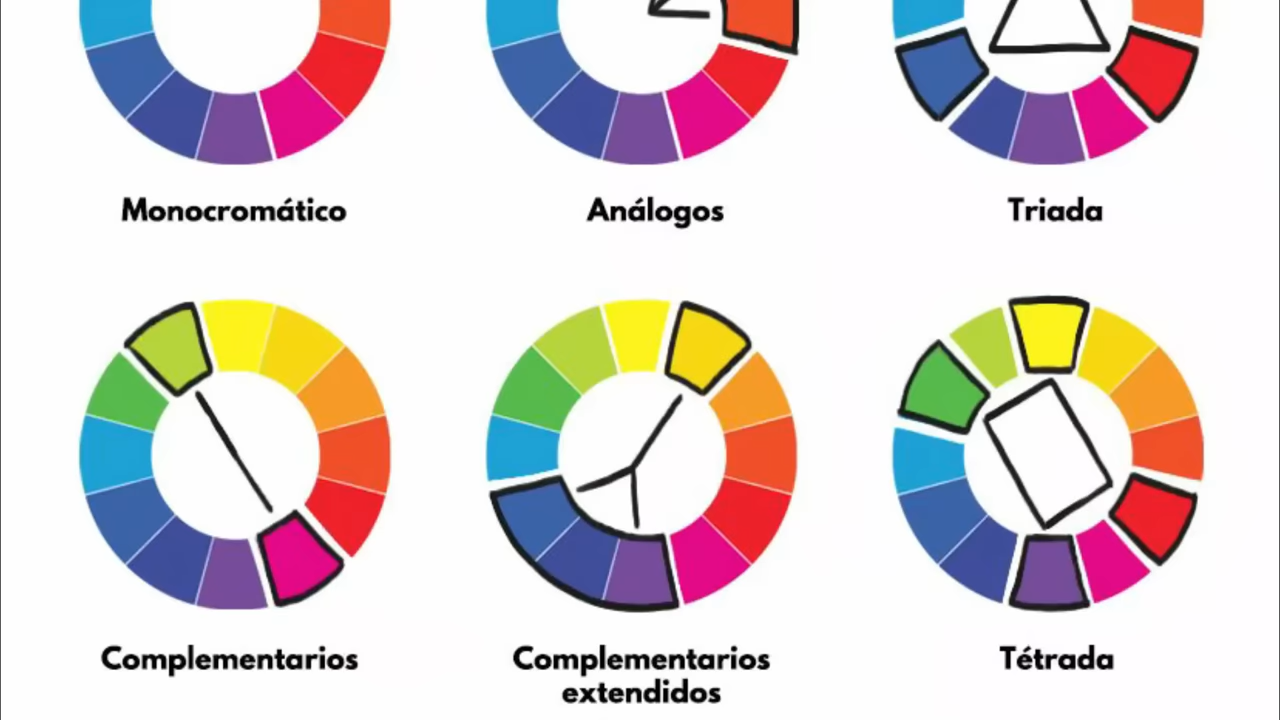 Monocromático
Análogos
Triada
Complementarios
Complementarios
extendidos
Tétrada